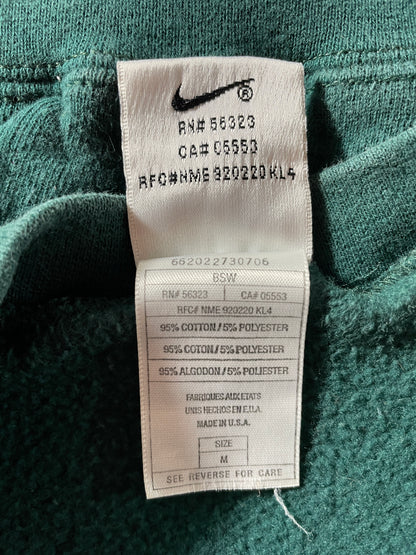 ®
RN# 56323
CA# 05553
RFC#NME 920220 KL4
662022730706
BSW
RN# 56323 CA# 05553
RFC# NME 920220 KL4
95% COTTON / 5% POLYESTER
95% COTTON / 5% POLYESTER
95% ALGODON / 5% POLIESTER
FABRIQUES AUX ETATS
UNIS HECHOS EN E.U.A.
MADE IN U.S.A.
SIZE
M
SEE REVERSE FOR CARE